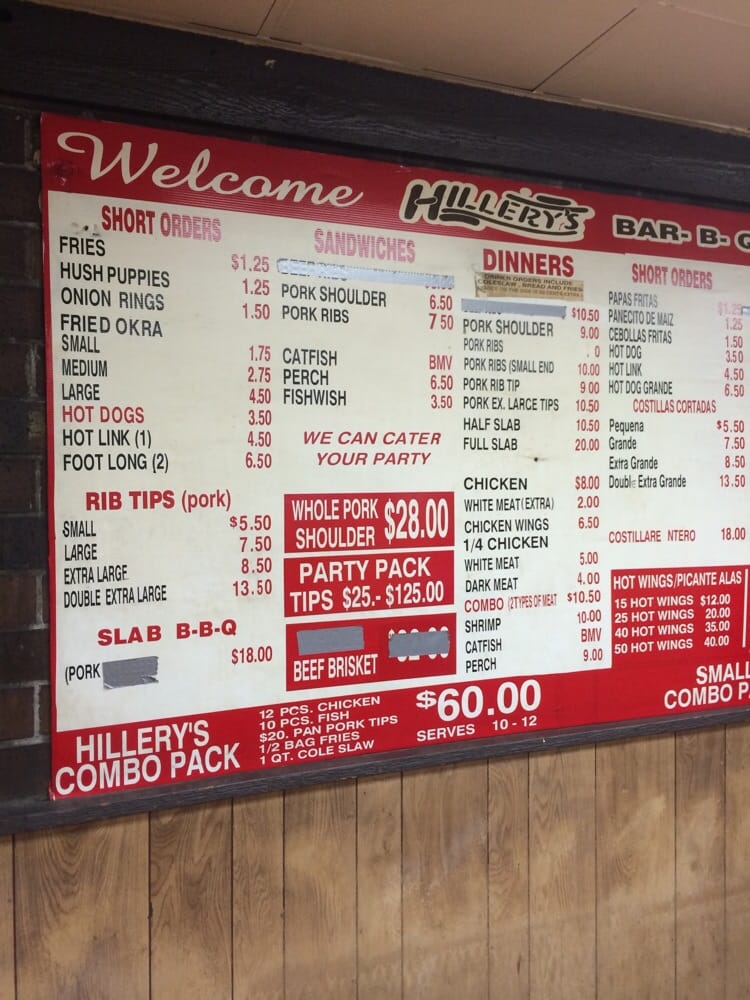 Welcome HILLERY'S BAR- B- Q
SHORT ORDERS
FRIES $1.25
HUSH PUPPIES 1.25
ONION RINGS 1.50
FRIED OKRA
SMALL 1.75
MEDIUM 2.75
LARGE 4.50
HOT DOGS 3.50
HOT LINK (1) 4.50
FOOT LONG (2) 6.50
RIB TIPS (pork)
SMALL $5.50
LARGE 7.50
EXTRA LARGE 8.50
DOUBLE EXTRA LARGE 13.50
SLAB B-B-Q
(PORK $18.00
SANDWICHES
PORK SHOULDER 6.50
PORK RIBS 7 50
CATFISH BMV
PERCH 6.50
FISHWISH 3.50
WE CAN CATER
YOUR PARTY
WHOLE PORK
SHOULDER $28.00
PARTY PACK
TIPS $25.- $125.00
BEEF BRISKET
DINNERS
DINNER ORDERS INCLUDE
COLESLAW, BREAD AND FRIES
$10.50
PORK SHOULDER 9.00
PORK RIBS 0
PORK RIBS (SMALL END 10.00
PORK RIB TIP 9 00
PORK EX. LARGE TIPS 10.50
HALF SLAB 10.50
FULL SLAB 20.00
CHICKEN $8.00
WHITE MEAT (EXTRA) 2.00
CHICKEN WINGS 6.50
1/4 CHICKEN
WHITE MEAT 5.00
DARK MEAT 4.00
COMBO (2 TYPES OF MEAT $10.50
SHRIMP 10.00
CATFISH BMV
PERCH 9.00
SHORT ORDERS
PAPAS FRITAS $1.25
PANECITO DE MAIZ 1.25
CEBOLLAS FRITAS 1.50
HOT DOG 3.50
HOT LINK 4.50
HOT DOG GRANDE 6.50
COSTILLAS CORTADAS
Pequena $5.50
Grande 7.50
Exira Grande 8.50
Double Extra Grande 13.50
COSTILLARE NTERO 18.00
HOT WINGS/PICANTE ALAS
15 HOT WINGS $12.00
25 HOT WINGS 20.00
40 HOT WINGS 35.00
50 HOT WINGS 40.00
HILLERY'S
COMBO PACK
12 PCS. CHICKEN
10 PCS. FISH
$20. PAN PORK TIPS
1/2 BAG FRIES
1 QT. COLE SLAW
$60.00
SERVES 10 - 12
SMALL
COMBO P